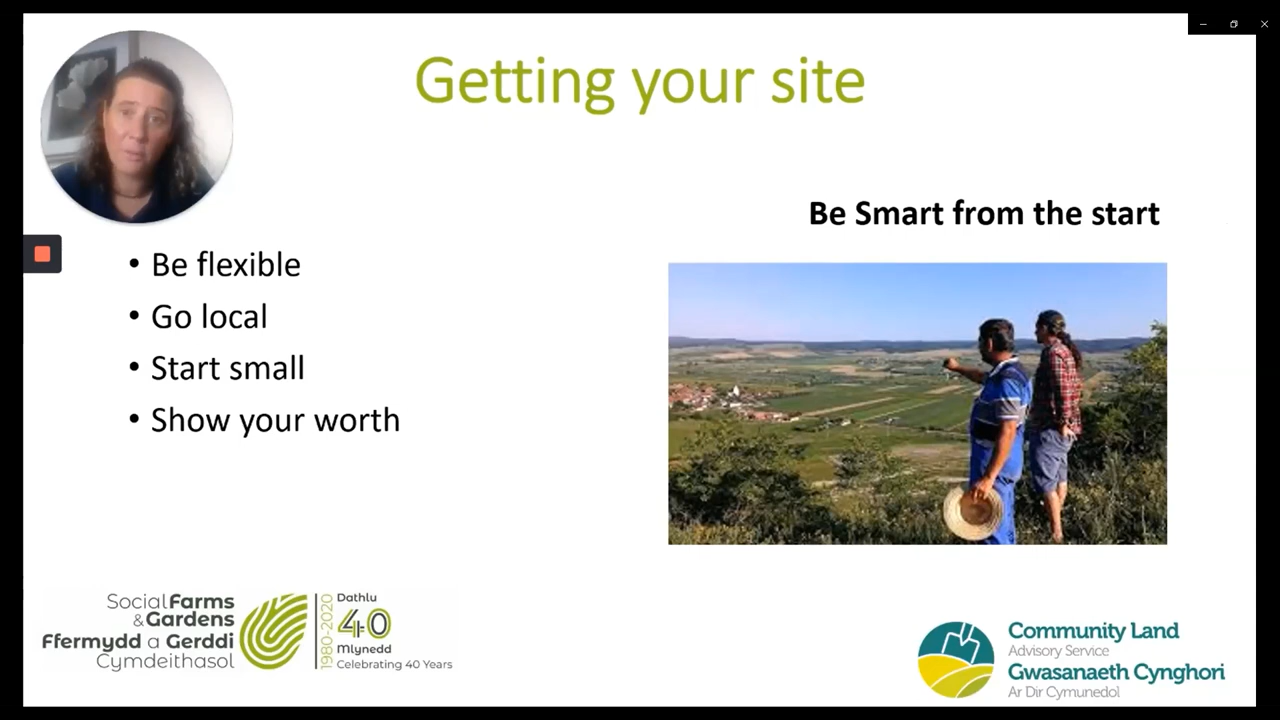 Getting your site
Be Smart from the start
• Be flexible
• Go local
• Start small
• Show your worth
Social Farms
& Gardens
Ffermydd a Gerddi
Cymdeithasol
1980-2020
Dathlu
40
Mlynedd
Celebrating 40 Years
Community Land
Advisory Service
Gwasanaeth Cynghori
Ar Dir Cymunedol